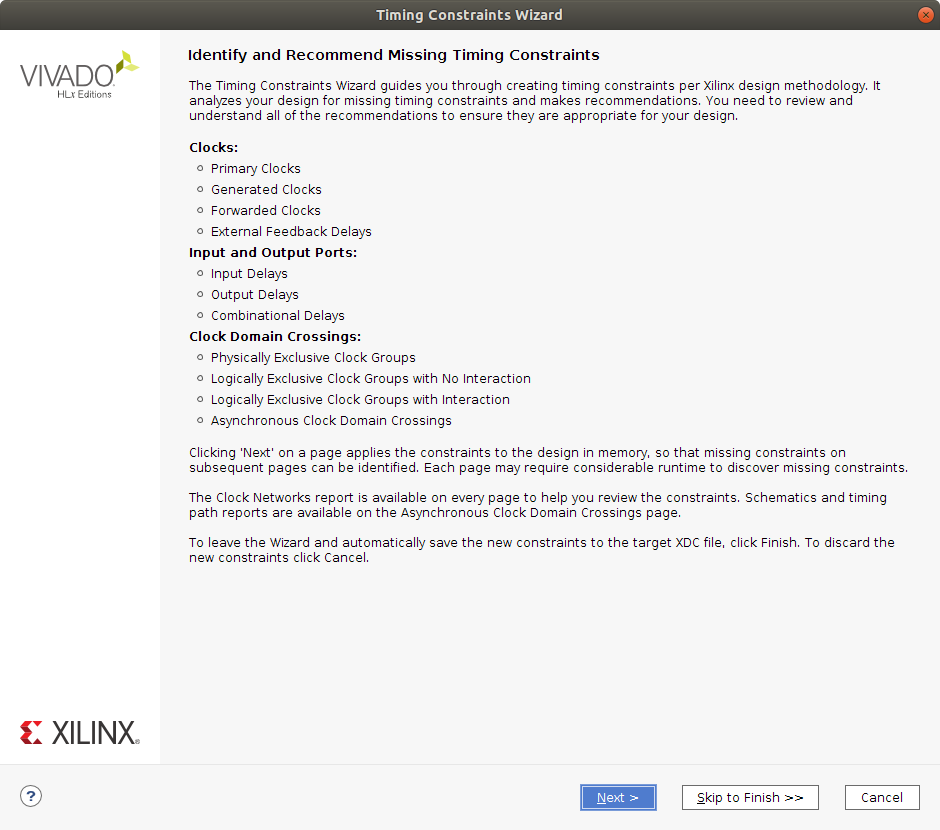 Timing Constraints Wizard
VIVADO
HLx Editions
Identify and Recommend Missing Timing Constraints
The Timing Constraints Wizard guides you through creating timing constraints per Xilinx design methodology. It
analyzes your design for missing timing constraints and makes recommendations. You need to review and
understand all of the recommendations to ensure they are appropriate for your design.
Clocks:
Primary Clocks
Generated Clocks
Forwarded Clocks
External Feedback Delays
Input and Output Ports:
Input Delays
Output Delays
Combinational Delays
Clock Domain Crossings:
Physically Exclusive Clock Groups
Logically Exclusive Clock Groups with No Interaction
Logically Exclusive Clock Groups with Interaction
Asynchronous Clock Domain Crossings
Clicking 'Next' on a page applies the constraints to the design in memory, so that missing constraints on
subsequent pages can be identified. Each page may require considerable runtime to discover missing constraints.
The Clock Networks report is available on every page to help you review the constraints. Schematics and timing
path reports are available on the Asynchronous Clock Domain Crossings page.
To leave the Wizard and automatically save the new constraints to the target XDC file, click Finish. To discard the
new constraints click Cancel.
XILINX
?
Next >
Skip to Finish >>
Cancel